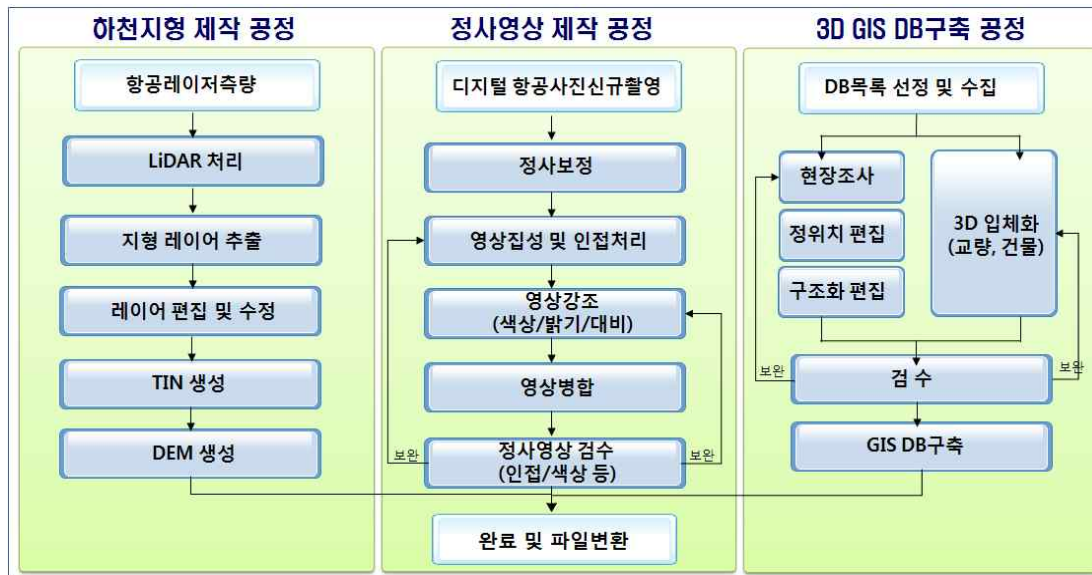 하천지형 제작 공정
항공레이저측량
LiDAR 처리
지형 레이어 추출
레이어 편집 및 수정
TIN 생성
DEM 생성
정사영상 제작 공정
디지털 항공사진신규촬영
정사보정
영상집성 및 인접처리
영상강조
(색상/밝기/대비)
영상병합
보완
정사영상 검수
(인접/색상 등)
보완
완료 및 파일변환
3D GIS DB구축 공정
DB목록 선정 및 수집
현장조사
정위치 편집
구조화 편집
3D 입체화
(교량, 건물)
보완
검 수
보완
GIS DB구축